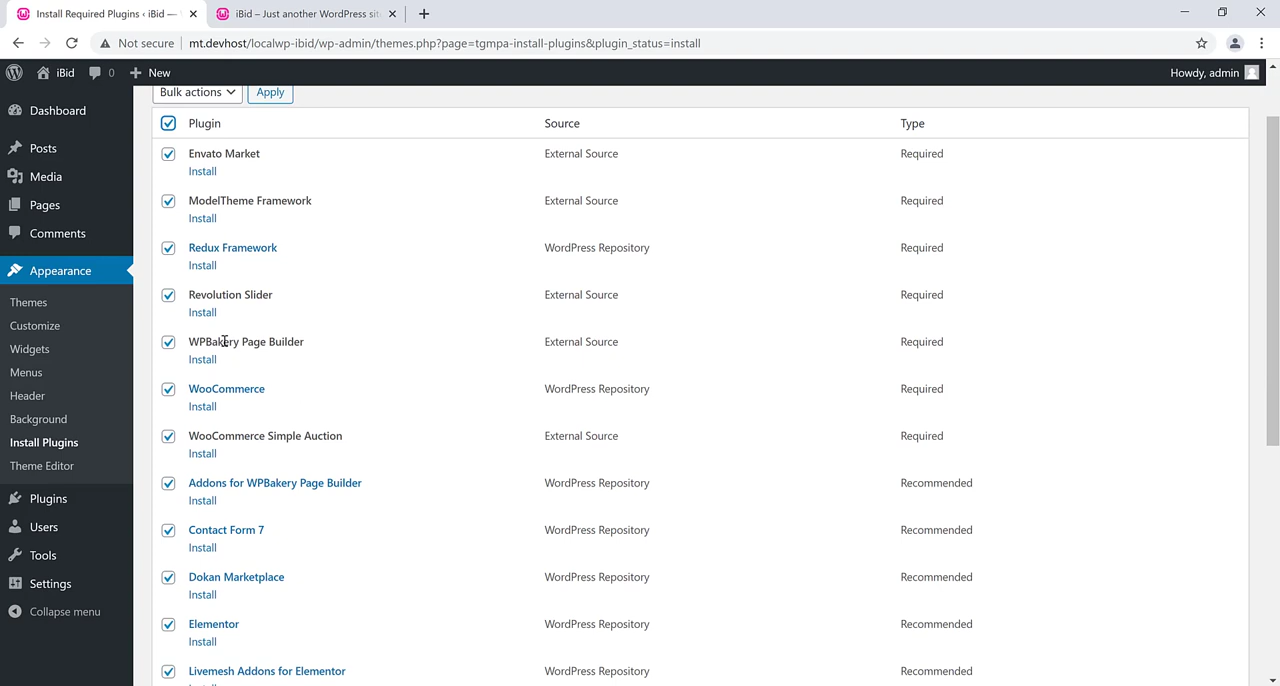 Install Required Plugins ‹ iBid —
iBid – Just another WordPress sit
Not secure
mt.devhost/localwp-ibid/wp-admin/themes.php?page=tgmpa-install-plugins&plugin_status=install
iBid
0
New
Howdy, admin
Dashboard
Posts
Media
Pages
Comments
Appearance
Themes
Customize
Widgets
Menus
Header
Background
Install Plugins
Theme Editor
Plugins
Users
Tools
Settings
Collapse menu
Bulk actions
Apply
Plugin Source Type
Envato Market External Source Required
Install
ModelTheme Framework External Source Required
Install
Redux Framework WordPress Repository Required
Install
Revolution Slider External Source Required
Install
WPBakery Page Builder External Source Required
Install
WooCommerce WordPress Repository Required
Install
WooCommerce Simple Auction External Source Required
Install
Addons for WPBakery Page Builder WordPress Repository Recommended
Install
Contact Form 7 WordPress Repository Recommended
Install
Dokan Marketplace WordPress Repository Recommended
Install
Elementor WordPress Repository Recommended
Install
Livemesh Addons for Elementor WordPress Repository Recommended